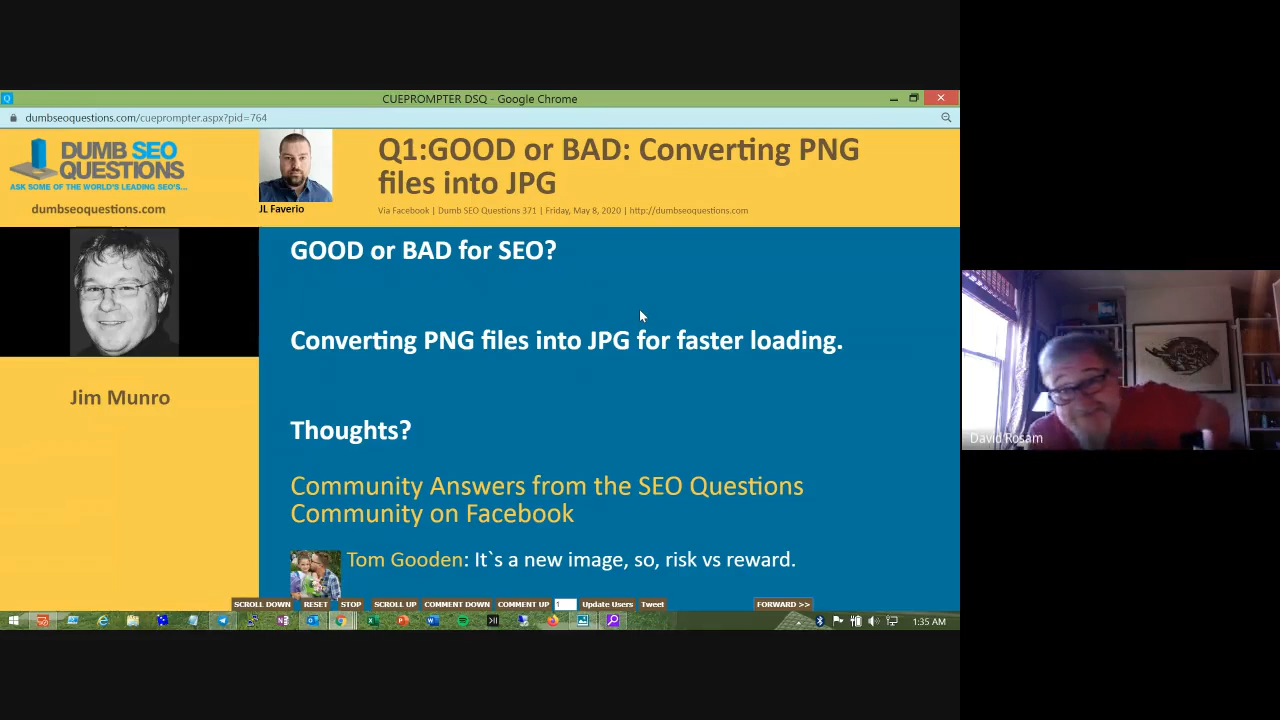 CUEPROMPTER DSQ - Google Chrome
dumbseoquestions.com/cueprompter.aspx?pid=764
DUMB SEO
QUESTIONS
ASK SOME OF THE WORLD'S LEADING SEO'S...
dumbseoquestions.com
JL Faverio
Q1:GOOD or BAD: Converting PNG
files into JPG
Via Facebook | Dumb SEO Questions 371 | Friday, May 8, 2020 | http://dumbseoquestions.com
Jim Munro
GOOD or BAD for SEO?
Converting PNG files into JPG for faster loading.
Thoughts?
Community Answers from the SEO Questions
Community on Facebook
Tom Gooden: It`s a new image, so, risk vs reward.
SCROLL DOWN RESET STOP SCROLL UP COMMENT DOWN COMMENT UP 1 Update Users Tweet FORWARD >>
1:35 AM
David Rosam